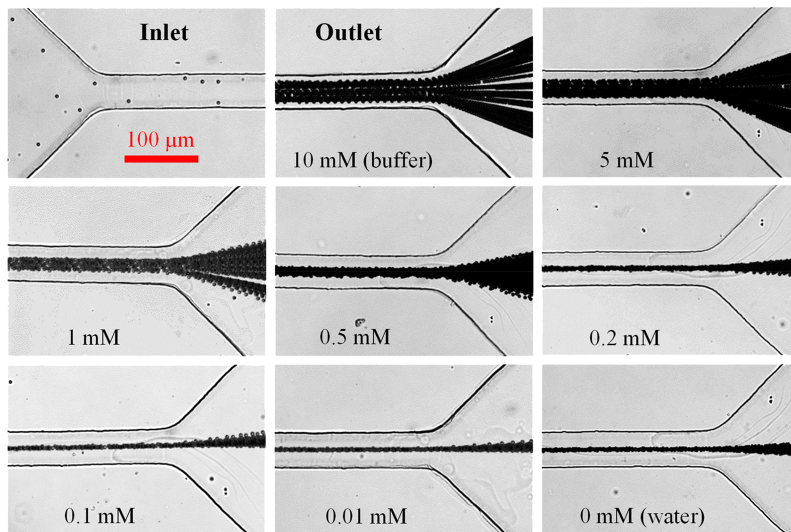 Inlet
Outlet
100 μm
10 mM (buffer)
5 mM
1 mM
0.5 mM
0.2 mM
0.1 mM
0.01 mM
0 mM (water)